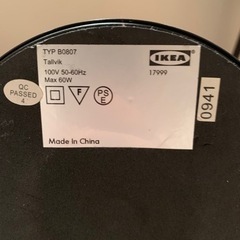 TYP B0807
Tallvik
100V 50-60Hz
Max 60W
IKEA
17999
QC
PASSED
4
F
PS
E
Made In China
0941